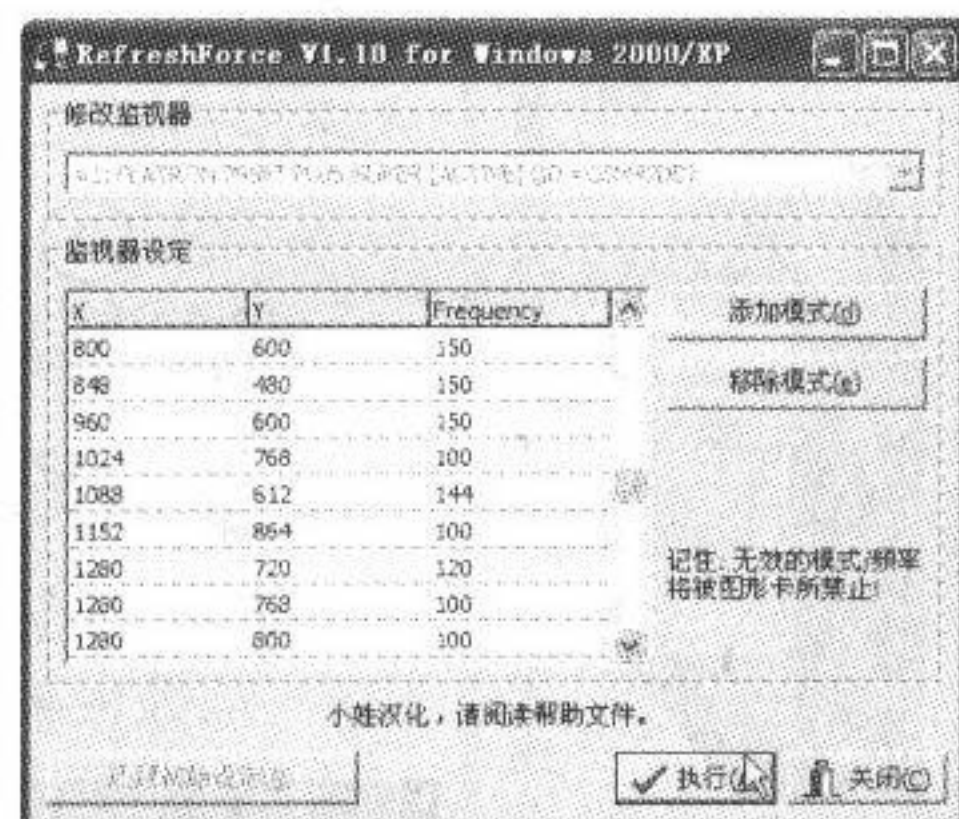 RefreshForce V1.10 for Windows 2000/XP
修改监视器
监视器设定
X Y Frequency
800 600 150
848 480 150
960 600 150
1024 768 100
1088 612 144
1152 864 100
1280 720 120
1280 768 100
1280 800 100
添加模式(d)
移除模式(e)
记住:无效的模式/频率
将被图形卡所禁止!
小姓汉化,请阅读帮助文件。
执行
关闭(C)